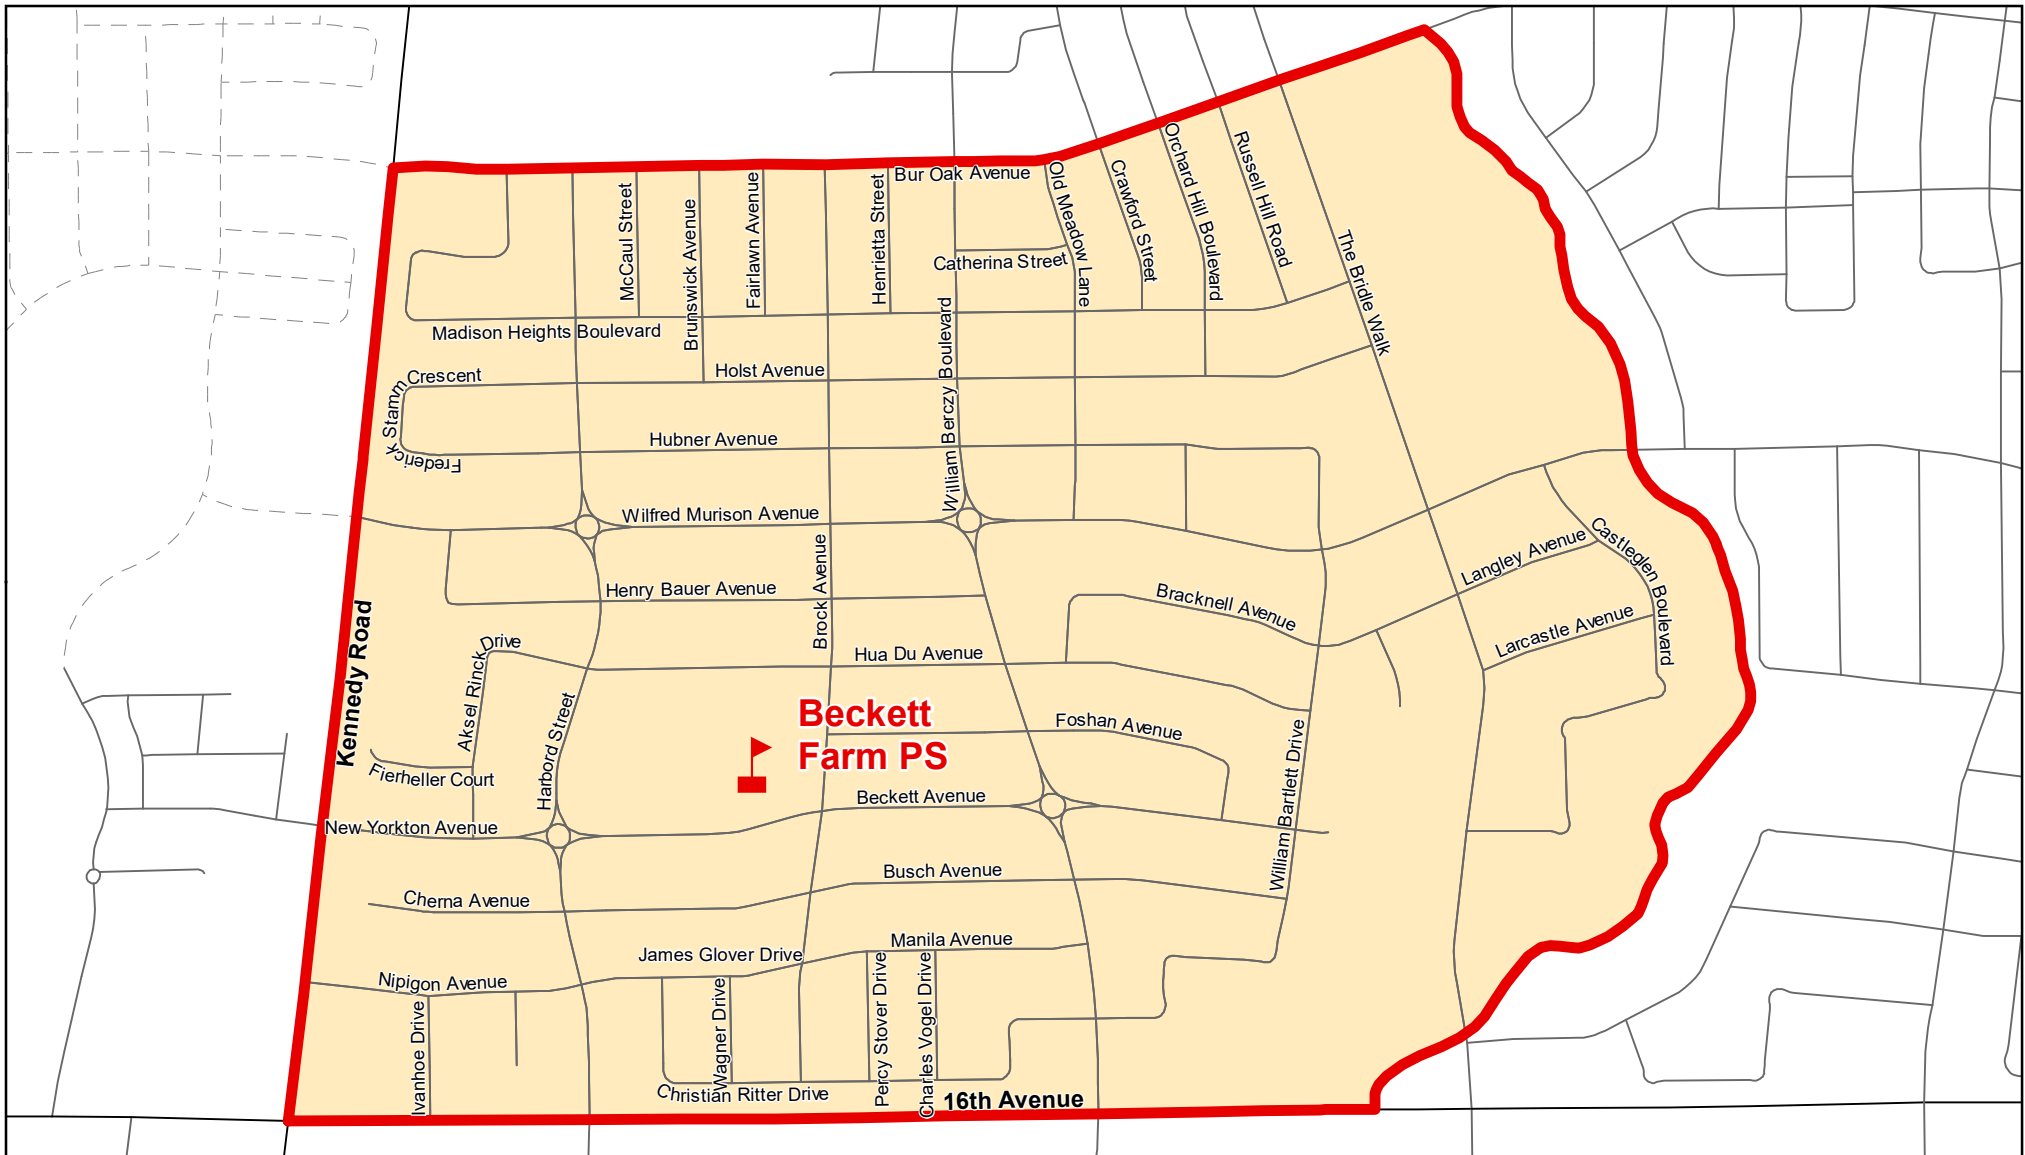 Bur Oak Avenue
Old Meadow Lane
Crawford Street
Orchard Hill Boulevard
Russell Hill Road
The Bridle Walk
McCaul Street
Brunswick Avenue
Fairlawn Avenue
Henrietta Street
Catherina Street
William Berczy Boulevard
Madison Heights Boulevard
Holst Avenue
Frederick Stamm Crescent
Hubner Avenue
Wilfred Murison Avenue
Brock Avenue
Henry Bauer Avenue
Bracknell Avenue
Langley Avenue
Castleglen Boulevard
Larcastle Avenue
Kennedy Road
Aksel Rinck Drive
Hua Du Avenue
Harbord Street
Beckett
Farm PS
Foshan Avenue
William Bartlett Drive
Fierheller Court
Beckett Avenue
New Yorkton Avenue
Busch Avenue
Cherna Avenue
Manila Avenue
James Glover Drive
Nipigon Avenue
Ivanhoe Drive
Wagner Drive
Percy Stover Drive
Charles Vogel Drive
Christian Ritter Drive
16th Avenue